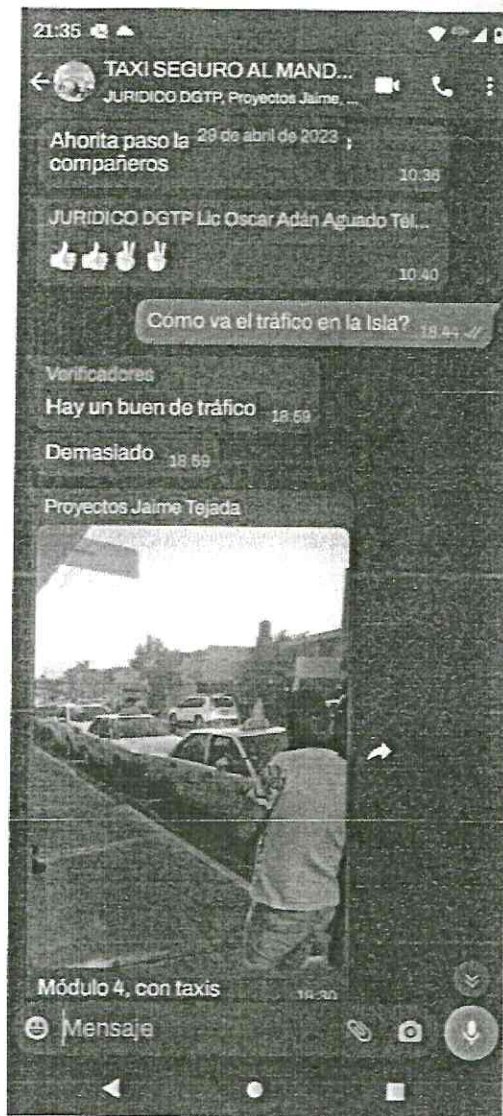 21:35
TAXI SEGURO AL MAND...
JURIDICO DGTP, Proyectos Jaime, ...
29 de abril de 2023
Ahorita paso la ;
compañeros
10:36
JURIDICO DGTP Lic Oscar Adán Aguado Tél...
👍👍✌✌
10:40
Cómo va el tráfico en la Isla? 18:44
Verificadores
Hay un buen de tráfico 18:59
Demasiado 18:59
Proyectos Jaime Tejada
Módulo 4, con taxis 19:30
Mensaje